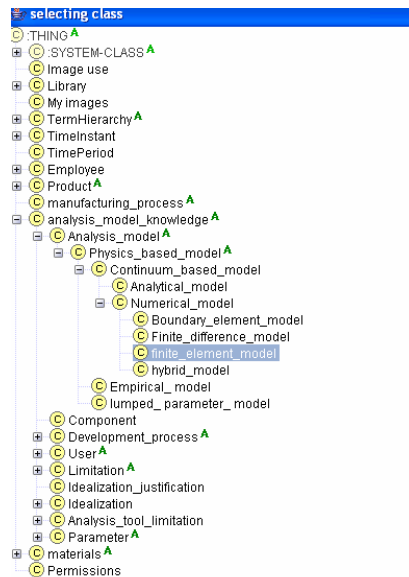 selecting class
C :THING A
C :SYSTEM-CLASS A
C Image use
C Library
C My images
C TermHierarchy A
C TimeInstant
C TimePeriod
C Employee
C Product A
C manufacturing_process A
C analysis_model_knowledge A
C Analysis_model A
C Physics_based_model A
C Continuum_based_model
C Analytical_model
C Numerical_model
C Boundary_element_model
C Finite_difference_model
C finite_element_model
C hybrid_model
C Empirical_ model
C lumped_ parameter_ model
C Component
C Development_process A
C User A
C Limitation A
C Idealization_justification
C Idealization
C Analysis_tool_limitation
C Parameter A
C materials A
C Permissions